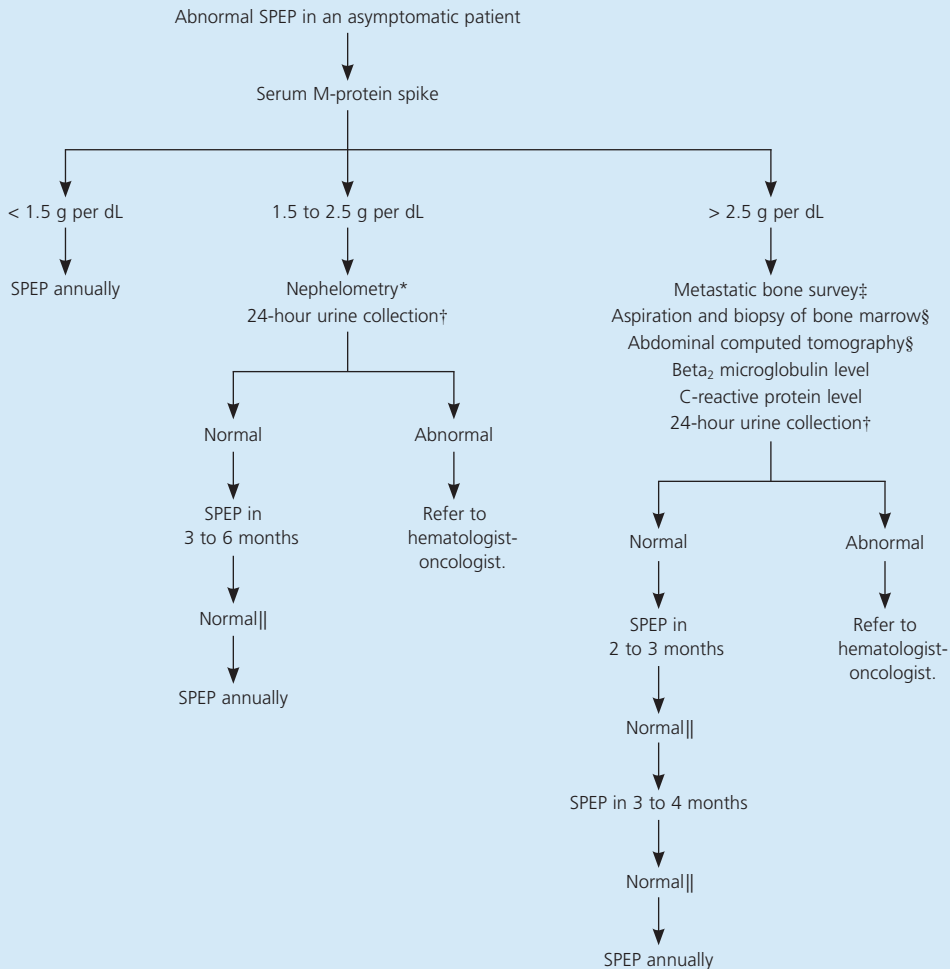 Abnormal SPEP in an asymptomatic patient
Serum M-protein spike
< 1.5 g per dL
1.5 to 2.5 g per dL
> 2.5 g per dL
SPEP annually
Nephelometry*
24-hour urine collection†
Metastatic bone survey‡
Aspiration and biopsy of bone marrow§
Abdominal computed tomography§
Beta₂ microglobulin level
C-reactive protein level
24-hour urine collection†
Normal
Abnormal
SPEP in
3 to 6 months
Refer to
hematologist-
oncologist.
Normal||
SPEP annually
Normal
Abnormal
SPEP in
2 to 3 months
Refer to
hematologist-
oncologist.
Normal||
SPEP in 3 to 4 months
Normal||
SPEP annually